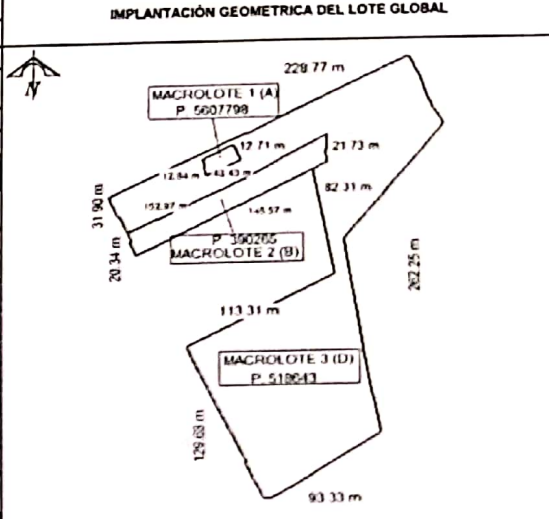 IMPLANTACIÓN GEOMETRICA DEL LOTE GLOBAL
N
228.77 m
MACROLOTE 1 (A)
P. 5607798
12.71 m
21.73 m
12.84 m
43.43 m
82.31 m
31.90 m
152.97 m
145.57 m
20.34 m
P. 390265
MACROLOTE 2 (B)
262.25 m
113.31 m
MACROLOTE 3 (D)
P. 518643
129.63 m
93.33 m